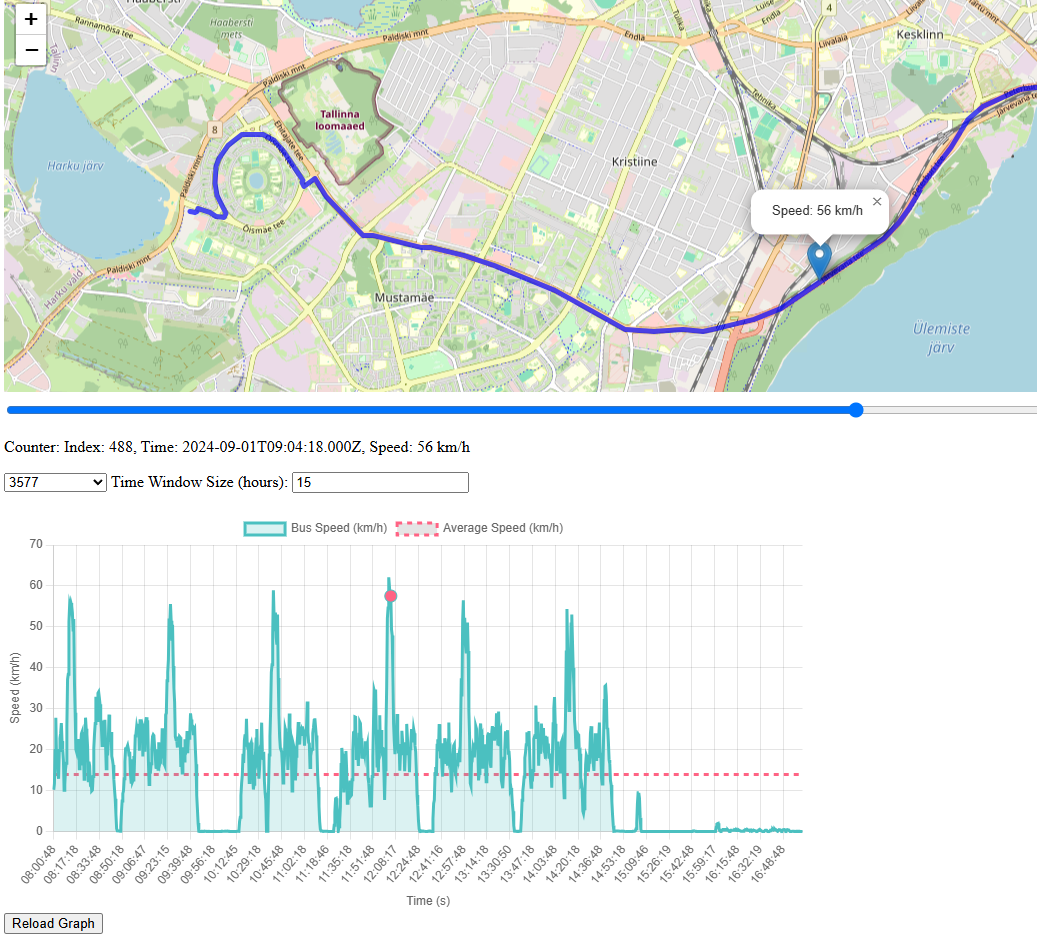 +
−
Haabersti
Rannamõisa tee
Haabersti
mets
Paldiski mnt
Endla
Tulika
Luise
Endla
4
Liivalaia
Kesklinn
Tartu mnt
Paldiski mnt
Tallinna
loomaaed
Ehitajate tee
8
Tehnika
Järvevana tee
Harku järv
Paldiski mnt
Kristiine
Speed: 56 km/h
×
Õismäe tee
Paldiski mnt
Harku vald
Mustamäe
Ülemiste
järv
Counter: Index: 488, Time: 2024-09-01T09:04:18.000Z, Speed: 56 km/h
3577 Time Window Size (hours): 15
Bus Speed (km/h) Average Speed (km/h)
70
60
50
40
30
20
10
0
Speed (km/h)
08:00:48 08:17:18 08:33:48 08:50:18 09:06:47 09:23:15 09:39:48 09:56:18 10:12:45 10:29:18 10:45:48 11:02:18 11:18:46 11:35:18 11:51:48 12:08:17 12:24:48 12:41:16 12:57:48 13:14:18 13:30:50 13:47:18 14:03:48 14:20:18 14:36:48 14:53:18 15:09:46 15:26:19 15:42:48 15:59:17 16:15:48 16:32:19 16:48:48
Time (s)
Reload Graph